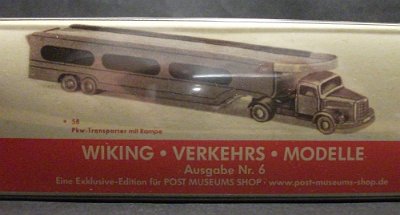 • 58
Pkw-Transporter mit Rampe
WIKING • VERKEHRS • MODELLE
Ausgabe Nr. 6
Eine Exklusive-Edition für POST MUSEUMS SHOP · www.post-museums-shop.de